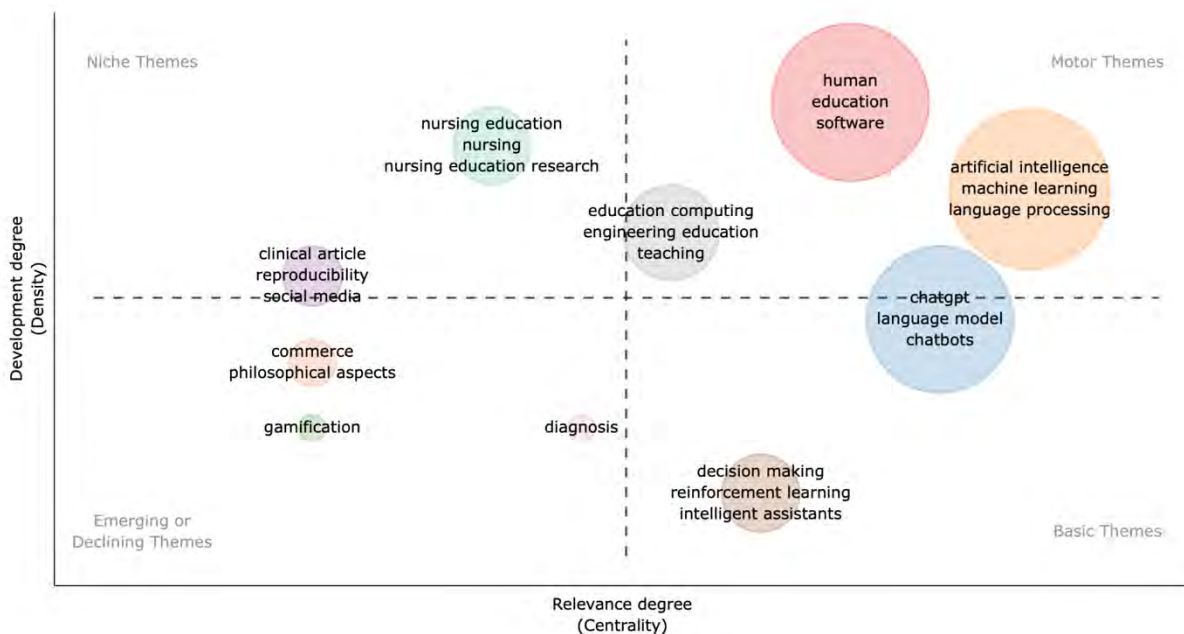 Niche Themes
Motor Themes
human
education
software
nursing education
nursing
nursing education research
artificial intelligence
machine learning
language processing
education computing
engineering education
teaching
clinical article
reproducibility
social media
chatgpt
language model
chatbots
commerce
philosophical aspects
gamification
diagnosis
decision making
reinforcement learning
intelligent assistants
Emerging or
Declining Themes
Basic Themes
Development degree
(Density)
Relevance degree
(Centrality)